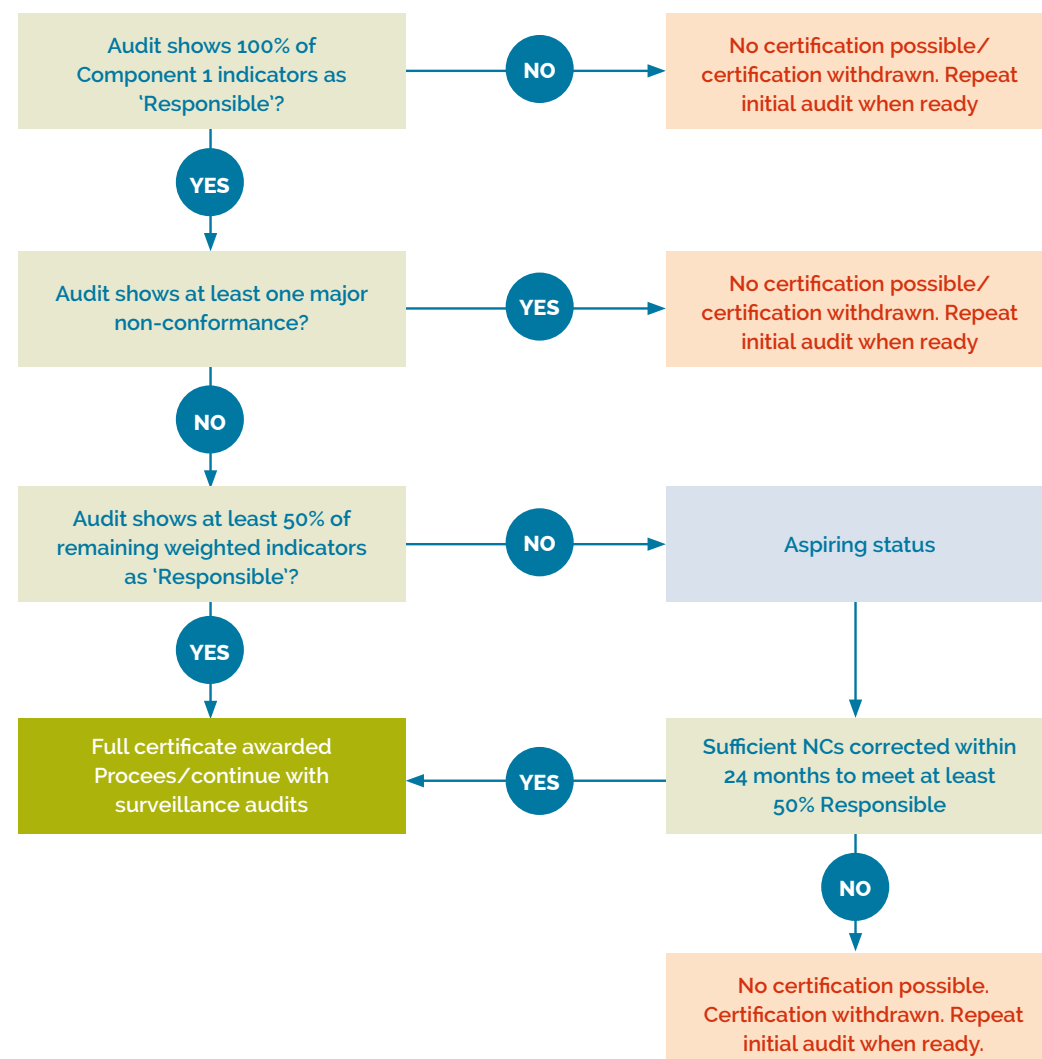 Audit shows 100% of
Component 1 indicators as
‘Responsible’?
NO
No certification possible/
certification withdrawn. Repeat
initial audit when ready
YES
Audit shows at least one major
non-conformance?
YES
No certification possible/
certification withdrawn. Repeat
initial audit when ready
NO
Audit shows at least 50% of
remaining weighted indicators
as ‘Responsible’?
NO
Aspiring status
YES
Full certificate awarded
Procees/continue with
surveillance audits
YES
Sufficient NCs corrected within
24 months to meet at least
50% Responsible
NO
No certification possible.
Certification withdrawn. Repeat
initial audit when ready.